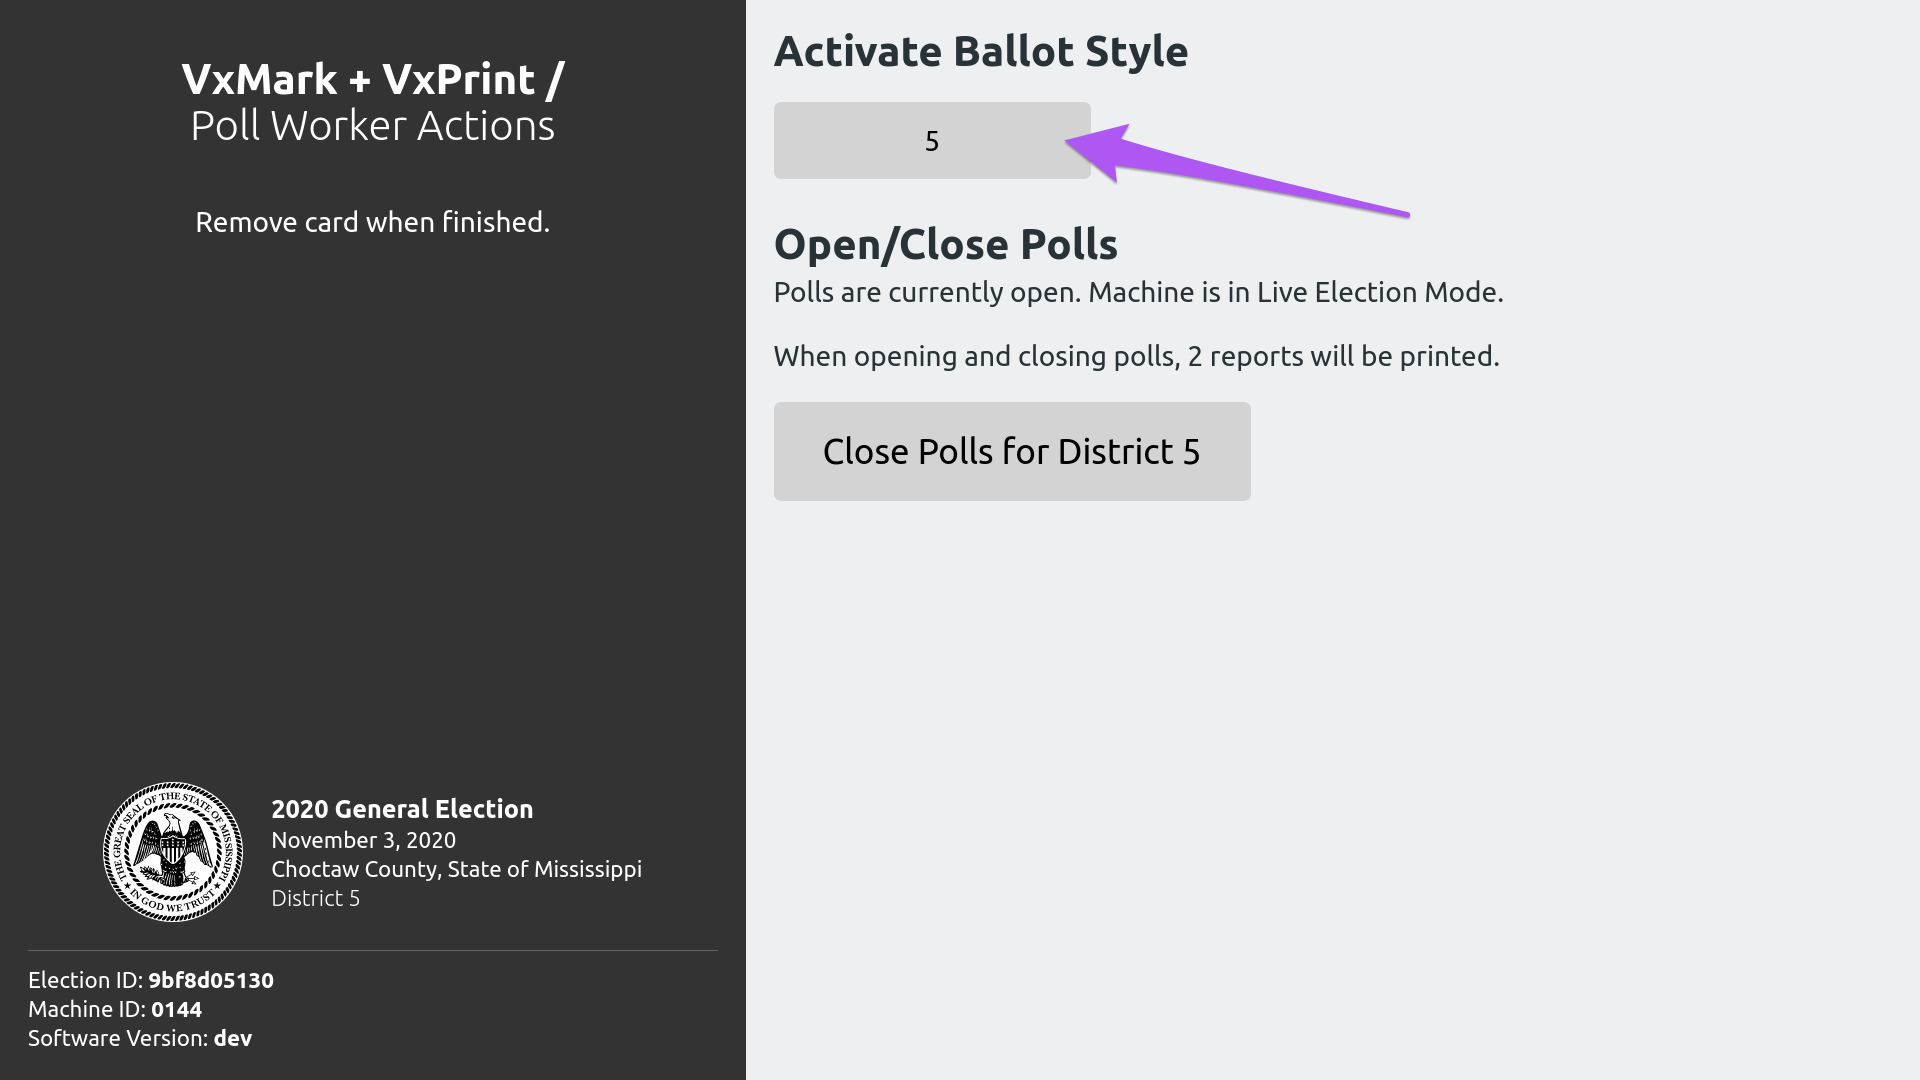 VxMark + VxPrint /
Poll Worker Actions
Remove card when finished.
THE GREAT SEAL OF THE STATE OF MISSISSIPPI
★ IN GOD WE TRUST ★
2020 General Election
November 3, 2020
Choctaw County, State of Mississippi
District 5
Election ID: 9bf8d05130
Machine ID: 0144
Software Version: dev
Activate Ballot Style
5
Open/Close Polls
Polls are currently open. Machine is in Live Election Mode.
When opening and closing polls, 2 reports will be printed.
Close Polls for District 5